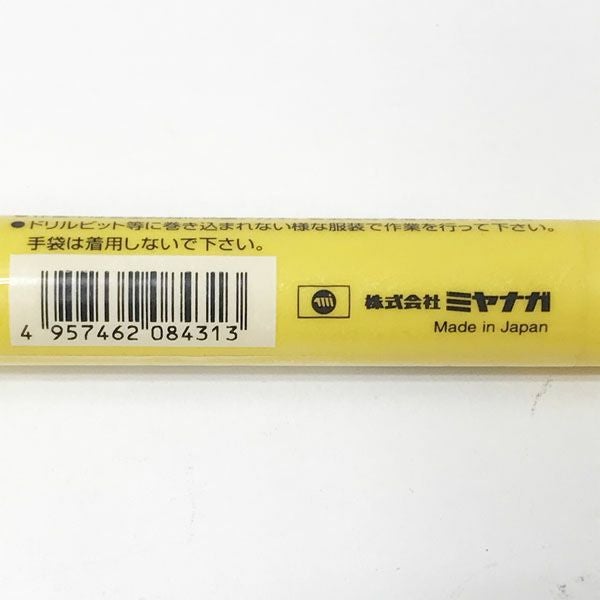 ●ドリルビット等に巻き込まれない様な服装で作業を行って下さい。
手袋は着用しないで下さい。
4 957462 084313
株式会社 ミヤナガ
Made in Japan